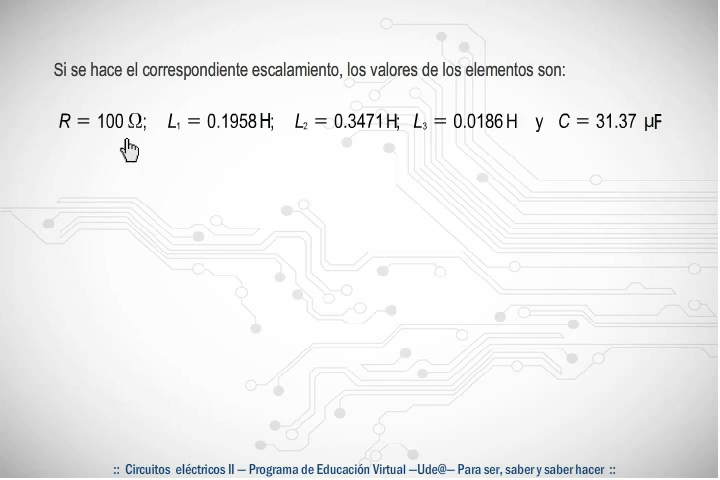 Si se hace el correspondiente escalamiento, los valores de los elementos son:
R = 100 Ω; L₁ = 0.1958 H; L₂ = 0.3471 H; L₃ = 0.0186 H y C = 31.37 µF
:: Circuitos eléctricos II — Programa de Educación Virtual —Ude@— Para ser, saber y saber hacer ::